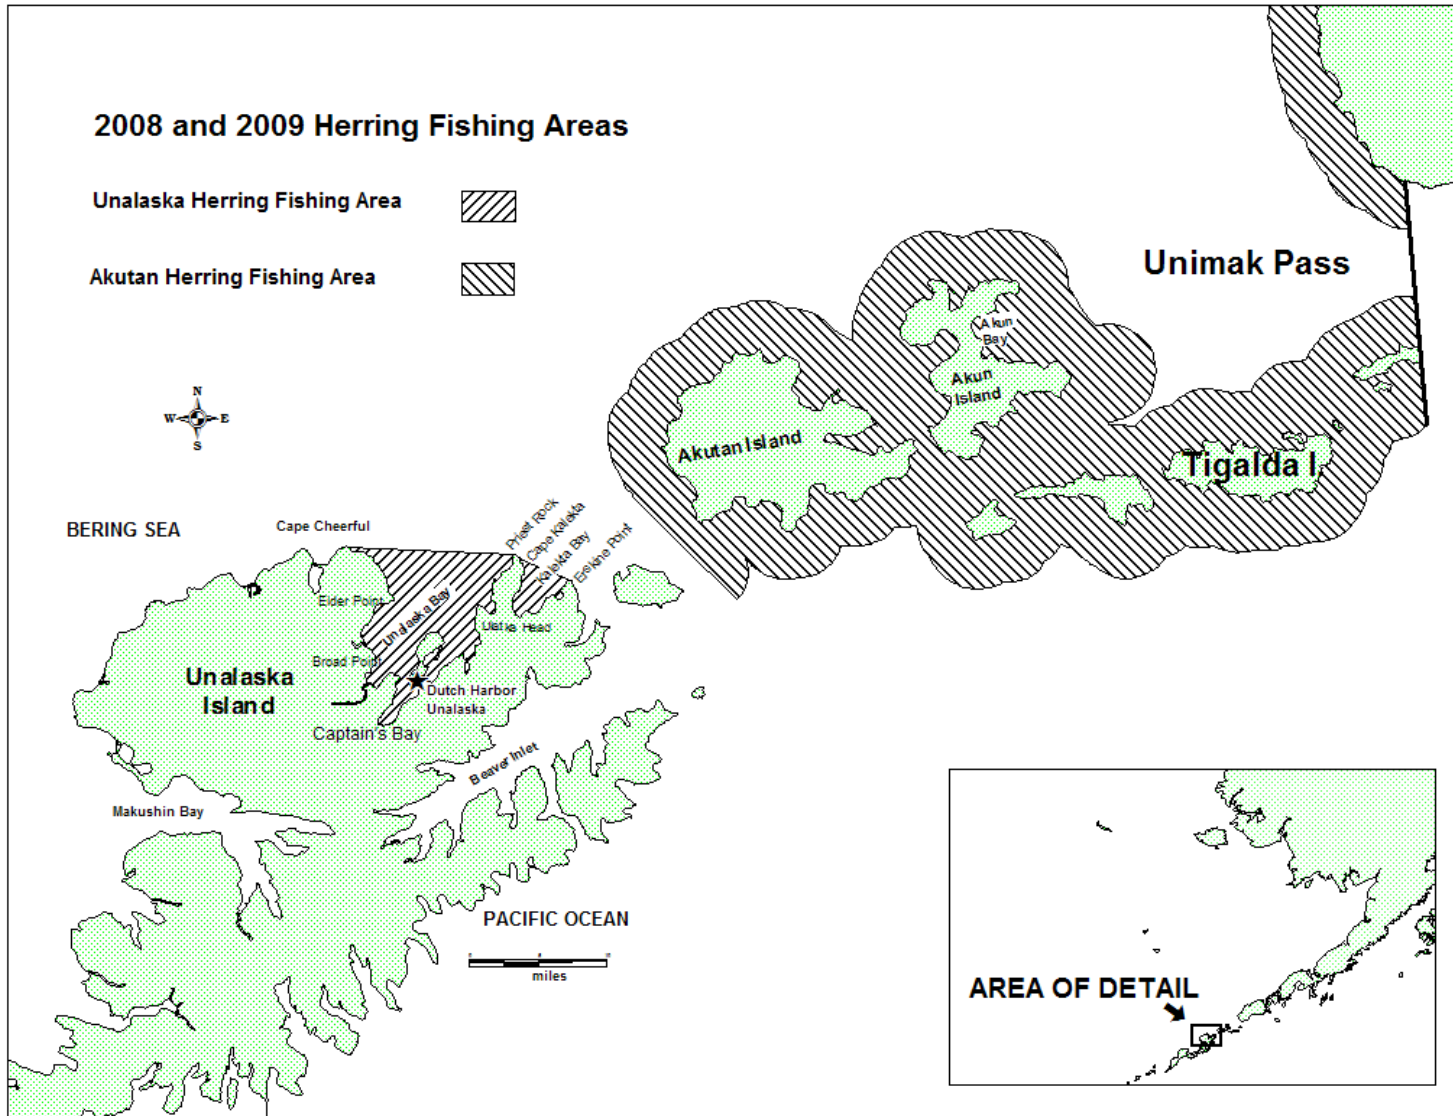 2008 and 2009 Herring Fishing Areas
Unalaska Herring Fishing Area
Akutan Herring Fishing Area
Unimak Pass
N
W E
S
Akun
Bay
Akun
Island
Akutan Island
Tigalda I.
BERING SEA
Cape Cheerful
Priest Rock
Cape Kalekta
Kalekta Bay
Erskine Point
Elder Point
Unalaska Bay
Ulatka Head
Broad Point
Unalaska
Island
Dutch Harbor
Unalaska
Captain's Bay
Beaver Inlet
Makushin Bay
PACIFIC OCEAN
miles
AREA OF DETAIL